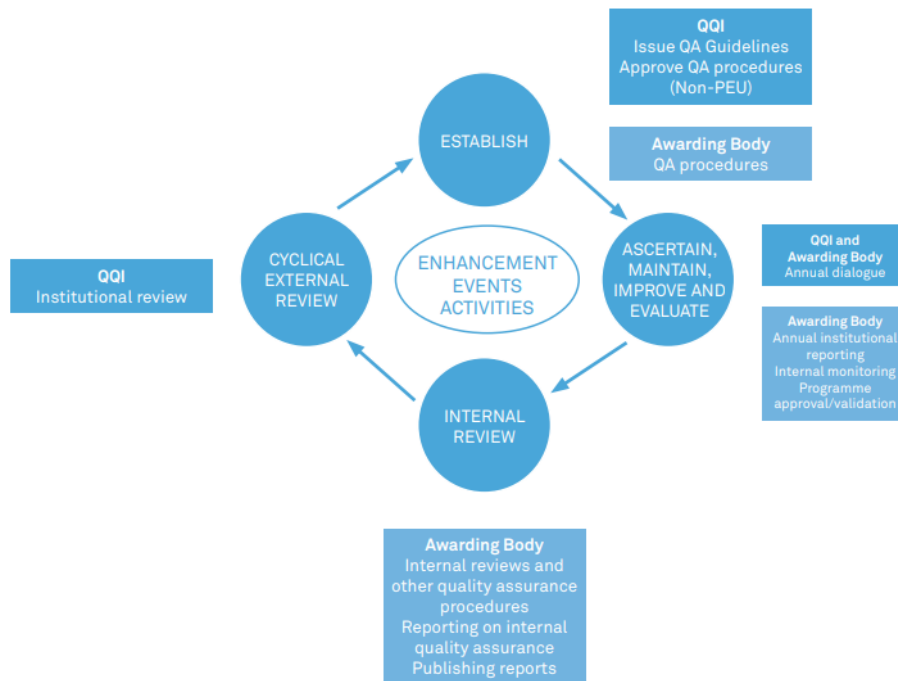 QQI
Issue QA Guidelines
Approve QA procedures
(Non-PEU)
ESTABLISH
Awarding Body
QA procedures
QQI
Institutional review
CYCLICAL
EXTERNAL
REVIEW
ENHANCEMENT
EVENTS
ACTIVITIES
ASCERTAIN,
MAINTAIN,
IMPROVE AND
EVALUATE
QQI and
Awarding Body
Annual dialogue
Awarding Body
Annual institutional
reporting
Internal monitoring
Programme
approval/validation
INTERNAL
REVIEW
Awarding Body
Internal reviews and
other quality assurance
procedures
Reporting on internal
quality assurance
Publishing reports